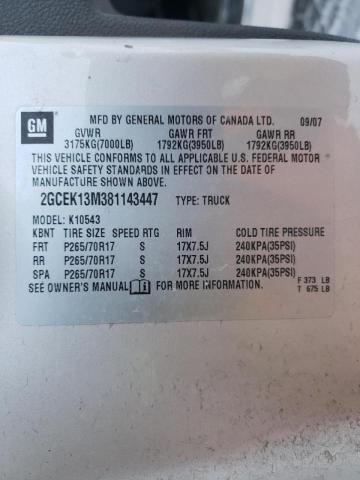 GM
MFD BY GENERAL MOTORS OF CANADA LTD. 09/07
GVWR GAWR FRT GAWR RR
3175KG(7000LB) 1792KG(3950LB) 1792KG(3950LB)
THIS VEHICLE CONFORMS TO ALL APPLICABLE U.S. FEDERAL MOTOR
VEHICLE SAFETY STANDARDS IN EFFECT ON THE DATE OF
MANUFACTURE SHOWN ABOVE.
2GCEK13M381143447 TYPE: TRUCK
MODEL: K10543
TIRE SIZE SPEED RTG RIM COLD TIRE PRESSURE
FRT P265/70R17 S 17X7.5J 240KPA(35PSI)
RR P265/70R17 S 17X7.5J 240KPA(35PSI)
SPA P265/70R17 S 17X7.5J 240KPA(35PSI)
SEE OWNER'S MANUAL FOR MORE INFORMATION. F 373 LB
T 675 LB